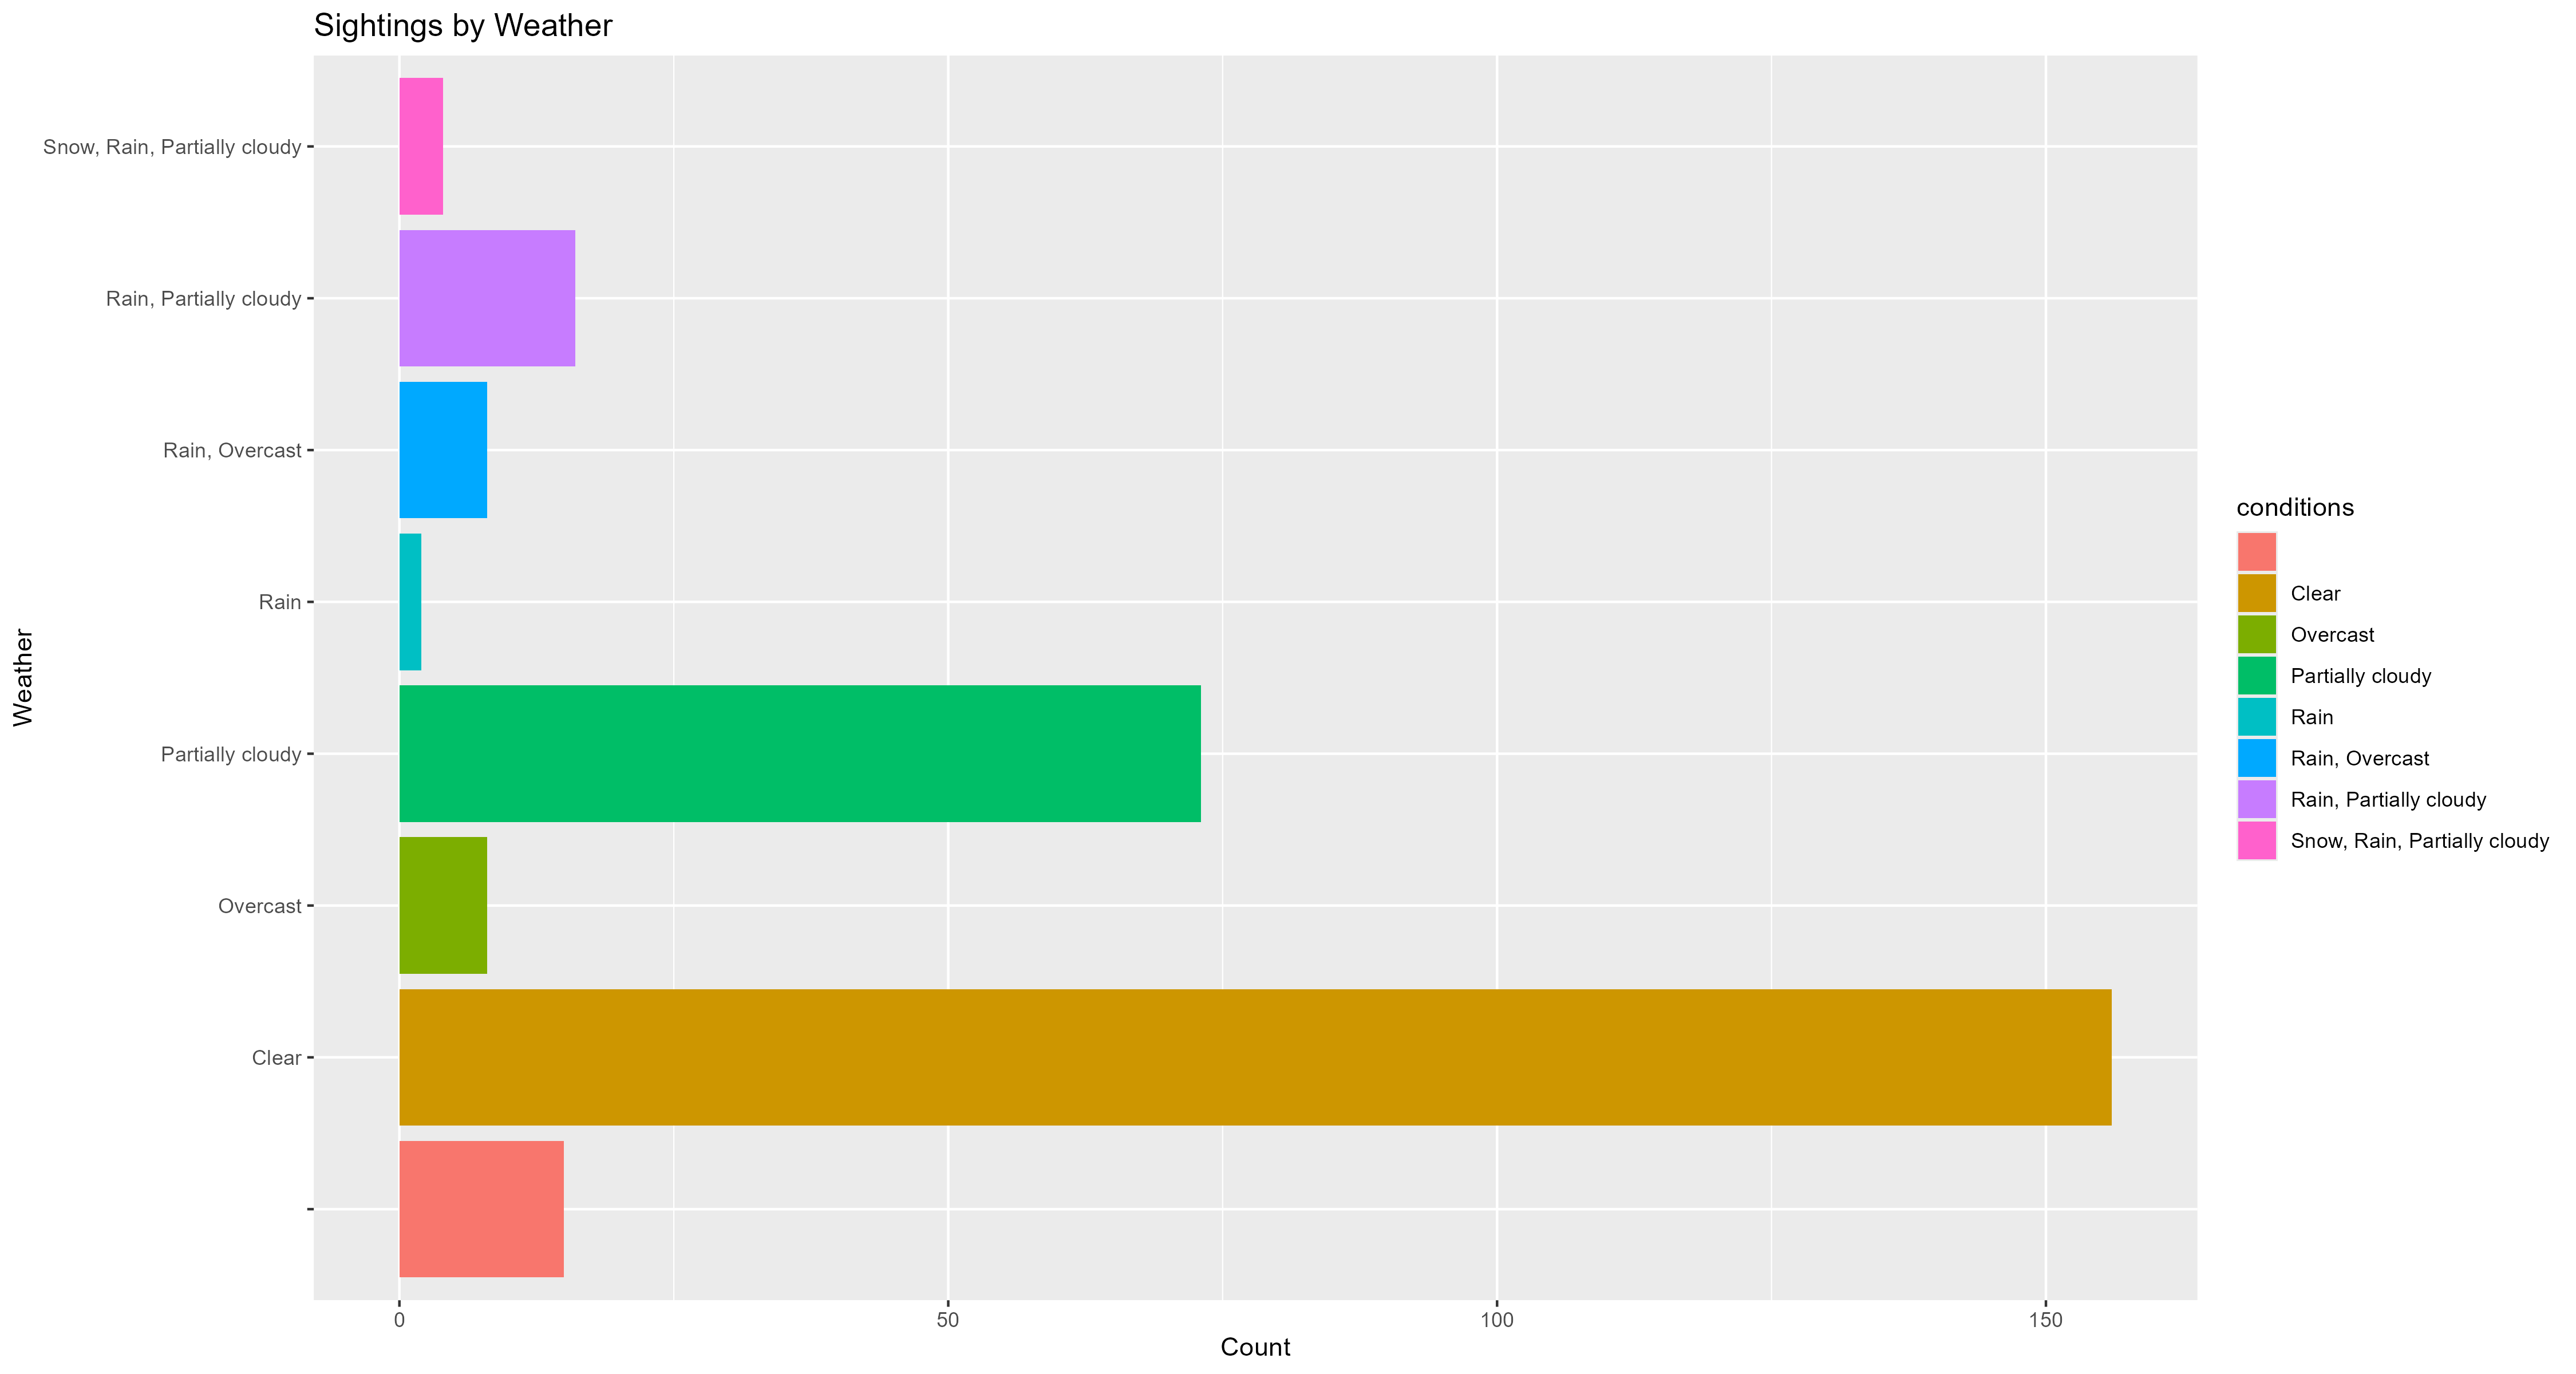 Sightings by Weather
Snow, Rain, Partially cloudy
Rain, Partially cloudy
Rain, Overcast
Rain
Partially cloudy
Overcast
Clear
Weather
0 50 100 150
Count
conditions
Clear
Overcast
Partially cloudy
Rain
Rain, Overcast
Rain, Partially cloudy
Snow, Rain, Partially cloudy